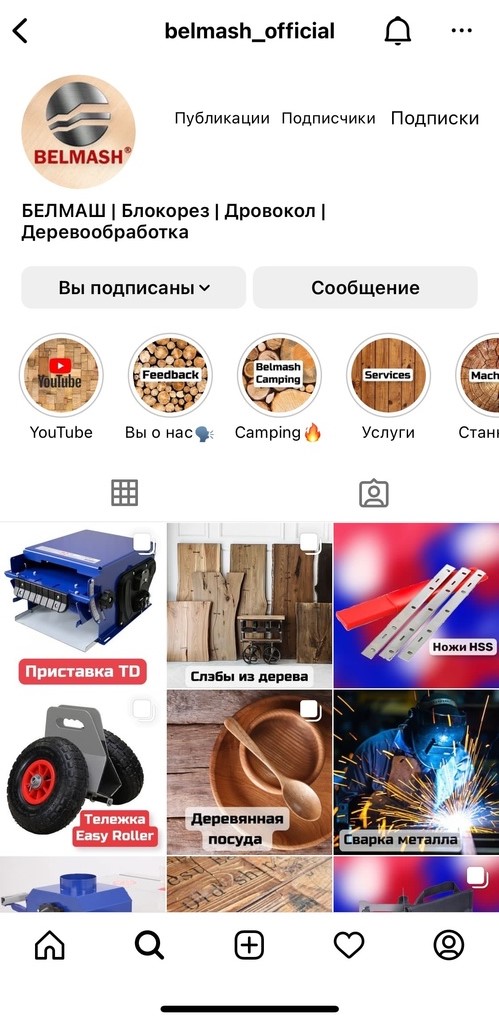 belmash_official
BELMASH®
Публикации Подписчики Подписки
БЕЛМАШ | Блокорез | Дровокол |
Деревообработка
Вы подписаны
Сообщение
YouTube
Feedback
Belmash
Camping
Services
Mach
YouTube
Вы о нас
Camping
Услуги
Стан
Приставка TD
Слэбы из дерева
Ножи HSS
Тележка
Easy Roller
Деревянная
посуда
Сварка металла